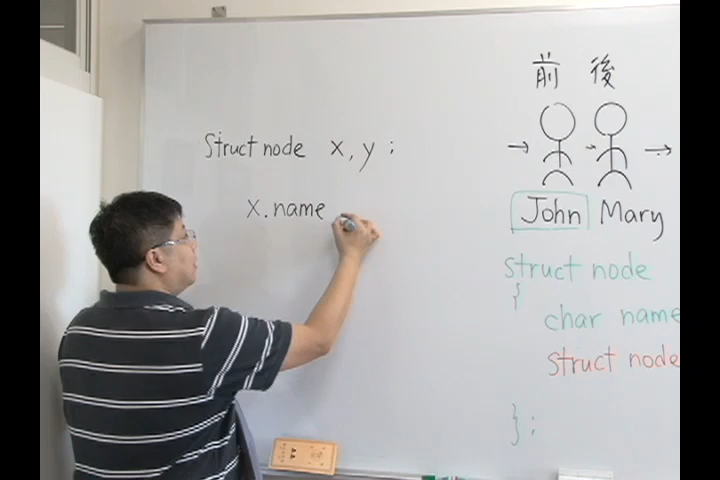 Struct node x, y ;
x.name
前 後
John Mary
struct node
{
char name
struct node
};